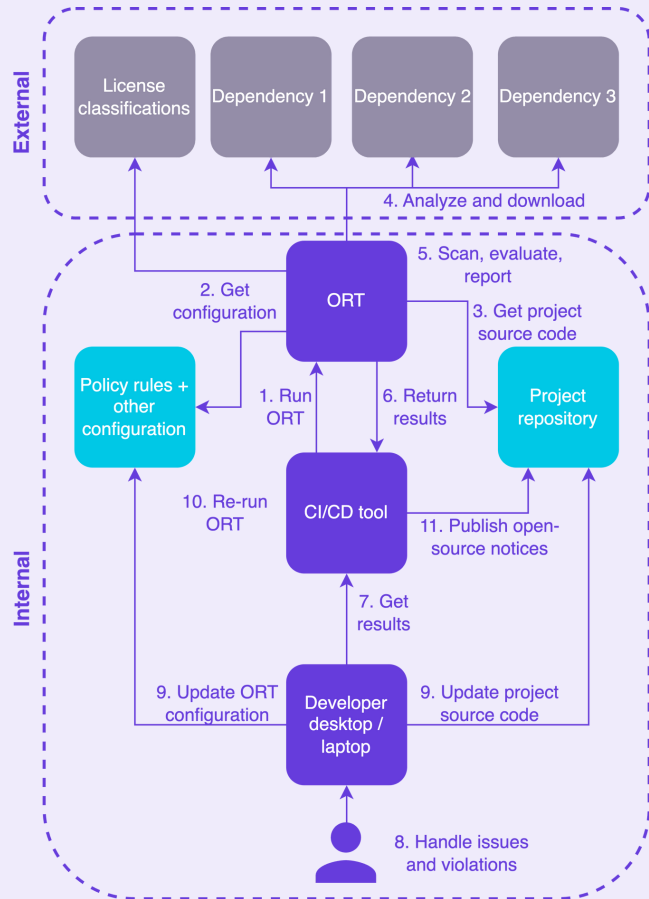 External
License
classifications
Dependency 1
Dependency 2
Dependency 3
4. Analyze and download
Internal
ORT
5. Scan, evaluate,
report
2. Get
configuration
3. Get project
source code
Policy rules +
other
configuration
1. Run
ORT
6. Return
results
Project
repository
10. Re-run
ORT
CI/CD tool
11. Publish open-
source notices
7. Get
results
9. Update ORT
configuration
Developer
desktop /
laptop
9. Update project
source code
8. Handle issues
and violations